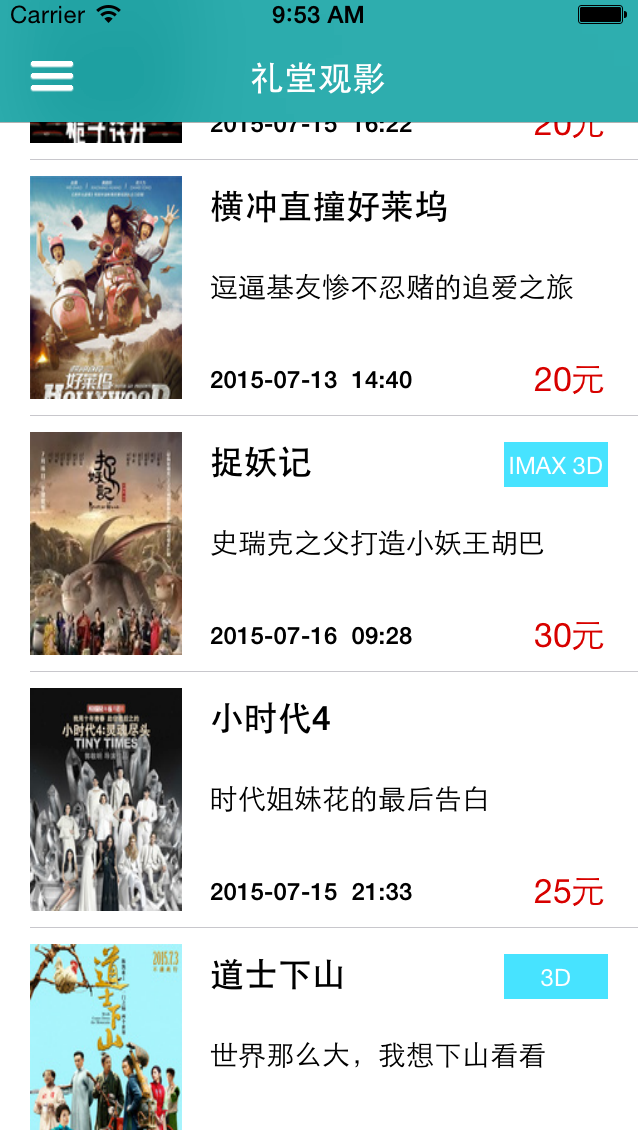 Carrier 9:53 AM
礼堂观影
2015-07-15 16:22 20元
横冲直撞好莱坞
逗逼基友惨不忍赌的追爱之旅
好莱坞
HOLLYWOOD
2015-07-13 14:40 20元
捉妖记 IMAX 3D
捉妖記
史瑞克之父打造小妖王胡巴
2015-07-16 09:28 30元
小时代4
小时代4:灵魂尽头
TINY TIMES
时代姐妹花的最后告白
2015-07-15 21:33 25元
道士下山 3D
2015.7.3
道士下山
世界那么大，我想下山看看